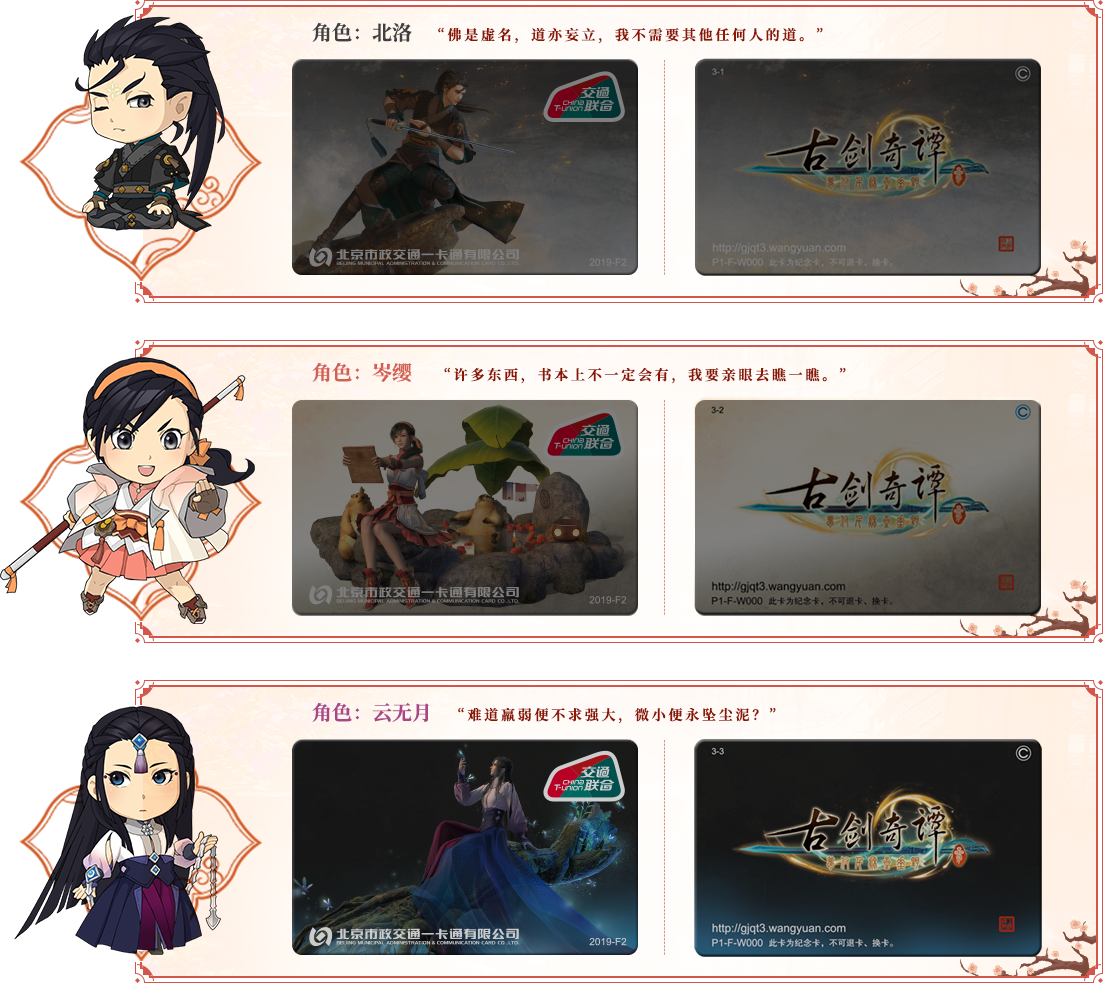 角色：北洛 “佛是虚名，道亦妄立，我不需要其他任何人的道。”
交通
CHINA
T-UNION 联合
北京市政交通一卡通有限公司
BEIJING MUNICIPAL ADMINISTRATION & COMMUNICATION CARD CO.,LTD.
2019-F2
3-1
C
古剑奇谭
http://gjqt3.wangyuan.com
P1-F-W000 此卡为纪念卡，不可退卡、换卡。
角色：岑缨 “许多东西，书本上不一定会有，我要亲眼去瞧一瞧。”
交通
CHINA
T-UNION 联合
北京市政交通一卡通有限公司
BEIJING MUNICIPAL ADMINISTRATION & COMMUNICATION CARD CO.,LTD.
2019-F2
3-2
C
古剑奇谭
http://gjqt3.wangyuan.com
P1-F-W000 此卡为纪念卡，不可退卡、换卡。
角色：云无月 “难道羸弱便不求强大，微小便永坠尘泥？”
交通
CHINA
T-UNION 联合
北京市政交通一卡通有限公司
BEIJING MUNICIPAL ADMINISTRATION & COMMUNICATION CARD CO.,LTD.
2019-F2
3-3
C
古剑奇谭
http://gjqt3.wangyuan.com
P1-F-W000 此卡为纪念卡，不可退卡、换卡。